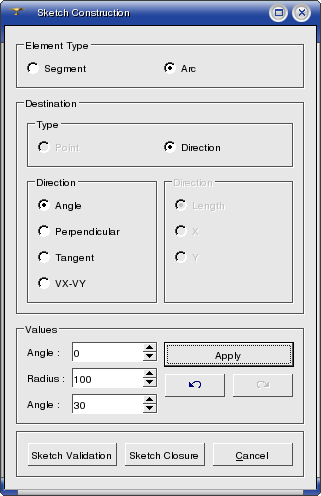 Sketch Construction
Element Type
Segment
Arc
Destination
Type
Point
Direction
Direction
Angle
Perpendicular
Tangent
VX-VY
Direction
Length
X
Y
Values
Angle : 0
Radius : 100
Angle : 30
Apply
Sketch Validation
Sketch Closure
Cancel